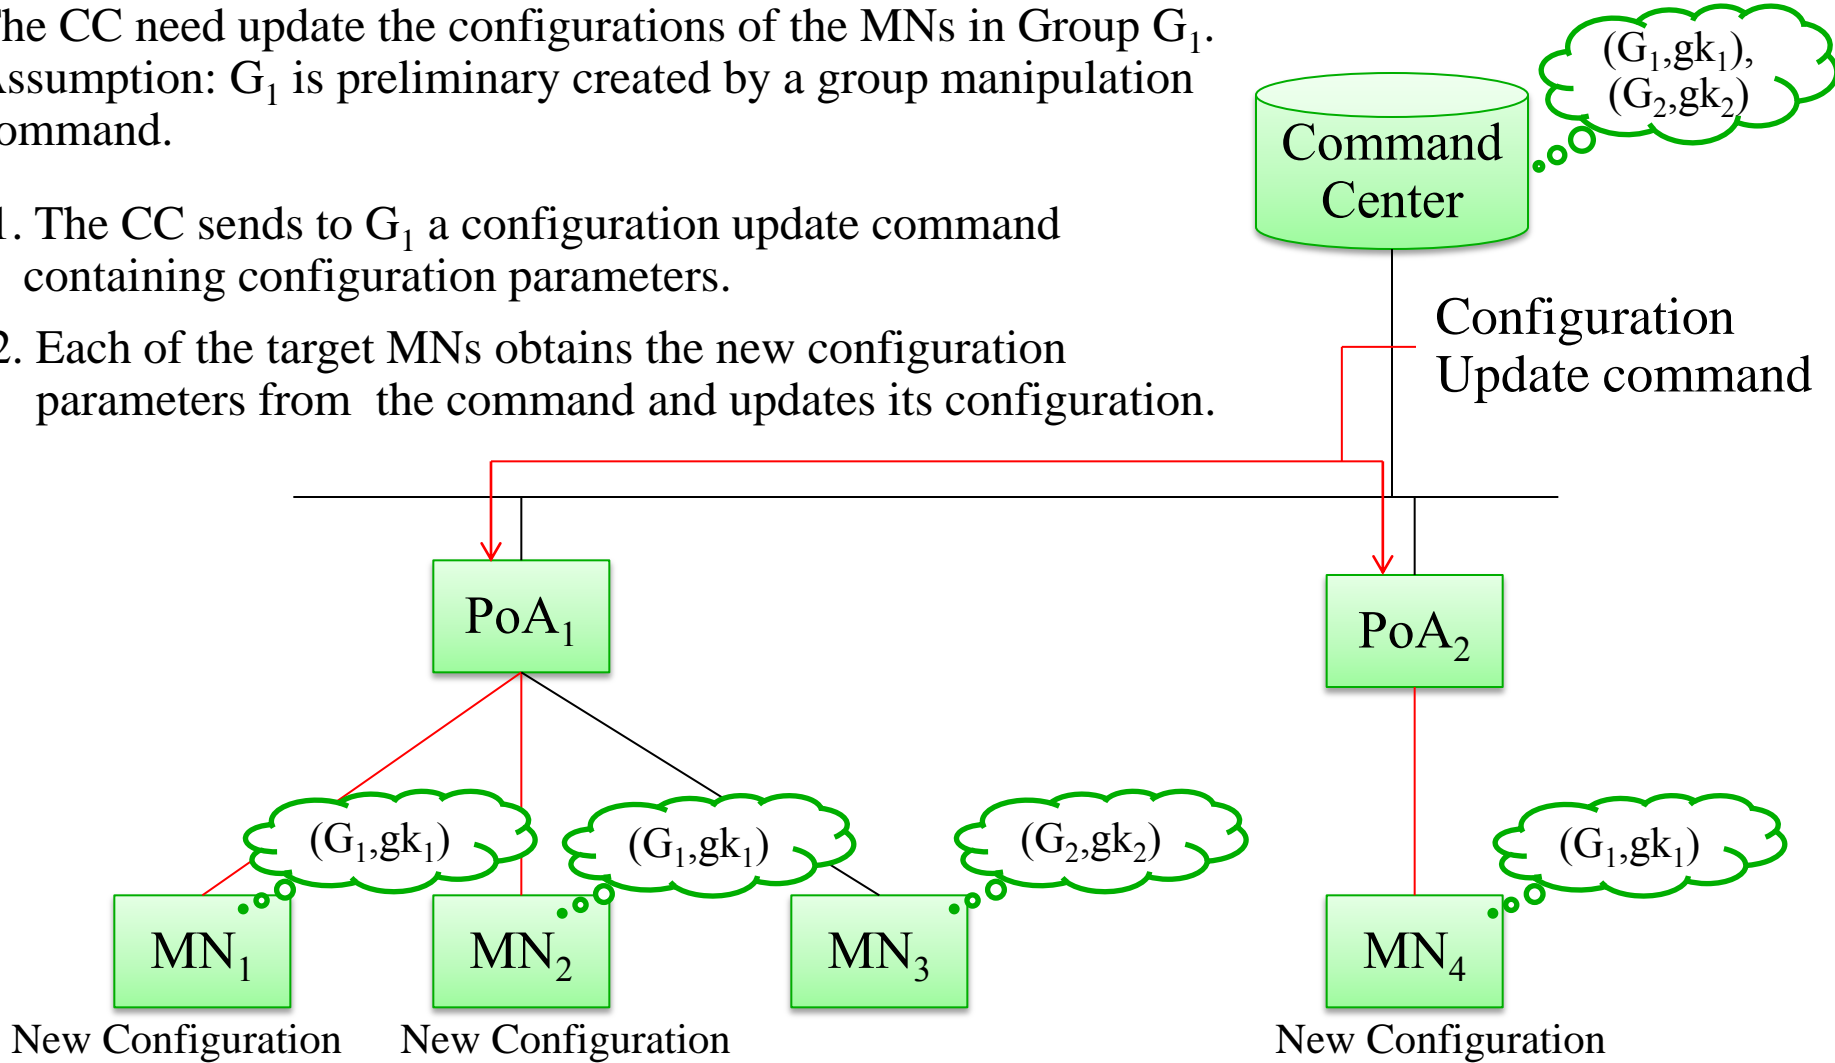 he CC need update the configurations of the MNs in Group G₁.
Assumption: G₁ is preliminary created by a group manipulation
ommand.
1. The CC sends to G₁ a configuration update command
containing configuration parameters.
2. Each of the target MNs obtains the new configuration
parameters from the command and updates its configuration.
(G₁,gk₁),
(G₂,gk₂)
Command
Center
Configuration
Update command
PoA₁
PoA₂
(G₁,gk₁)
(G₁,gk₁)
(G₂,gk₂)
(G₁,gk₁)
MN₁
MN₂
MN₃
MN₄
New Configuration
New Configuration
New Configuration